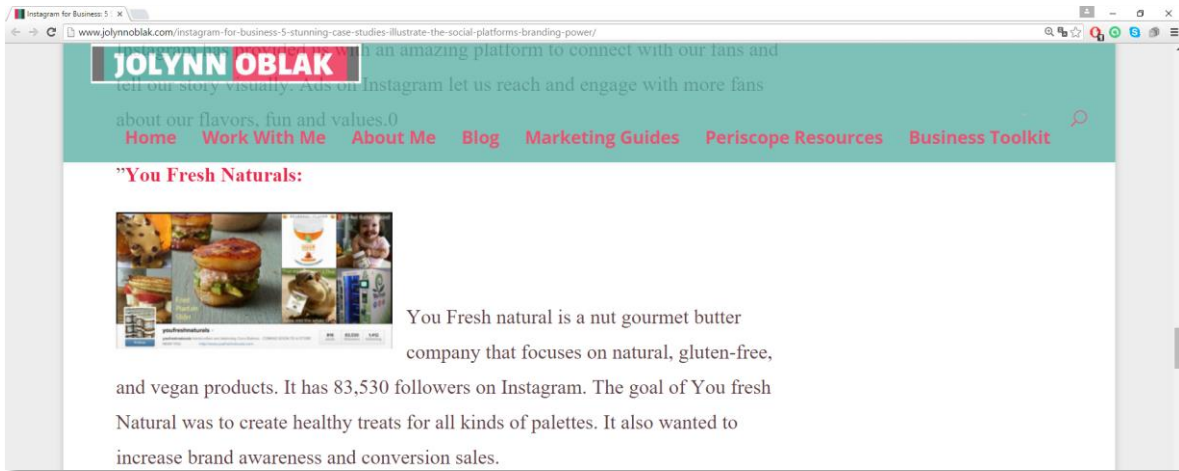 Instagram for Business: 5
www.jolynnoblak.com/instagram-for-business-5-stunning-case-studies-illustrate-the-social-platforms-branding-power/
Instagram has provided us with an amazing platform to connect with our fans and
JOLYNN OBLAK
tell our story visually. Ads on Instagram let us reach and engage with more fans
about our flavors, fun and values.0
Home Work With Me About Me Blog Marketing Guides Periscope Resources Business Toolkit
”You Fresh Naturals:
youfreshnaturals
Follow
You Fresh natural is a nut gourmet butter
company that focuses on natural, gluten-free,
and vegan products. It has 83,530 followers on Instagram. The goal of You fresh
Natural was to create healthy treats for all kinds of palettes. It also wanted to
increase brand awareness and conversion sales.